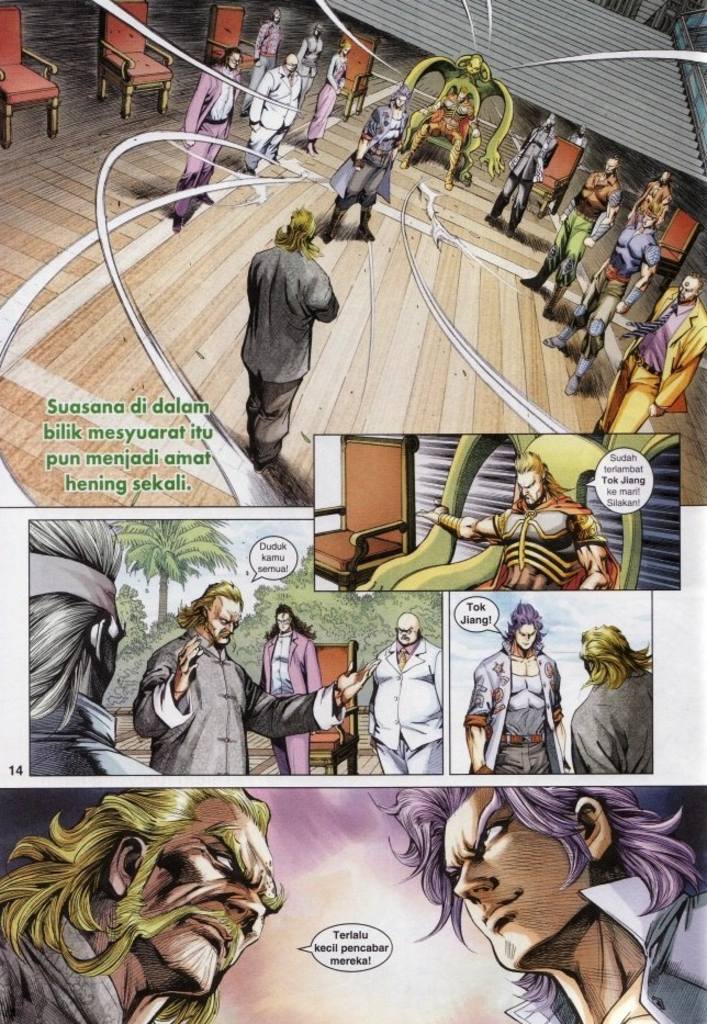 Suasana di dalam
bilik mesyuarat itu
pun menjadi amat
hening sekali.
Sudah
terlambat
Tok Jiang
ke mari!
Silakan!
Duduk
kamu
semua!
Tok
Jiang!
14
Terlalu
kecil pencabar
mereka!